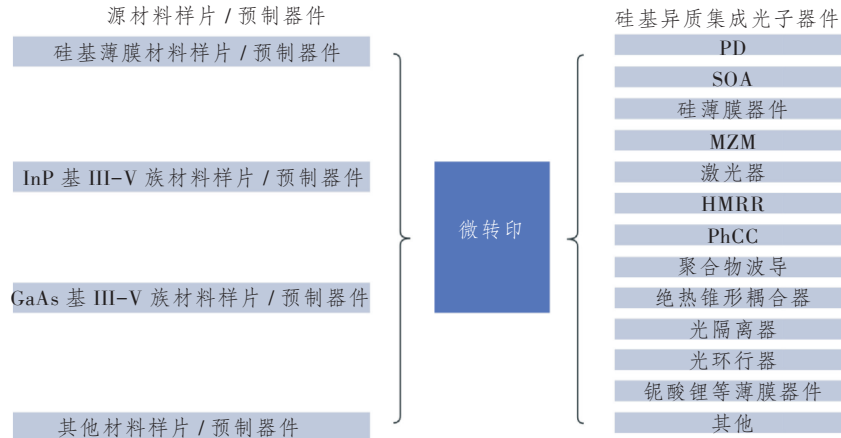 源材料样片 / 预制器件
硅基薄膜材料样片 / 预制器件
InP 基 III-V 族材料样片 / 预制器件
GaAs 基 III-V 族材料样片 / 预制器件
其他材料样片 / 预制器件
微转印
硅基异质集成光子器件
PD
SOA
硅薄膜器件
MZM
激光器
HMRR
PhCC
聚合物波导
绝热锥形耦合器
光隔离器
光环行器
铌酸锂等薄膜器件
其他